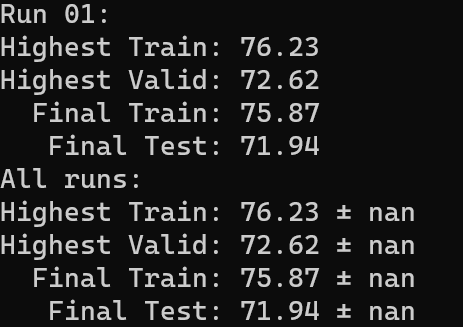 Run 01:
Highest Train: 76.23
Highest Valid: 72.62
  Final Train: 75.87
   Final Test: 71.94
All runs:
Highest Train: 76.23 ± nan
Highest Valid: 72.62 ± nan
  Final Train: 75.87 ± nan
   Final Test: 71.94 ± nan